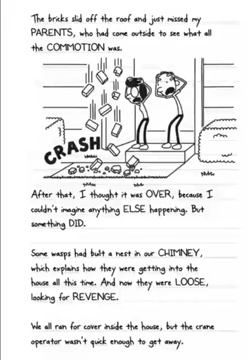 The bricks slid off the roof and just missed my
PARENTS, who had come outside to see what all
the COMMOTION was.
CRASH
After that, I thought it was OVER, because I
couldn't imagine anything ELSE happening. But
something DID.
Some wasps had built a nest in our CHIMNEY,
which explains how they were getting into the
house all this time. And now they were LOOSE,
looking for REVENGE.
We all ran for cover inside the house, but the crane
operator wasn't quick enough to get away.